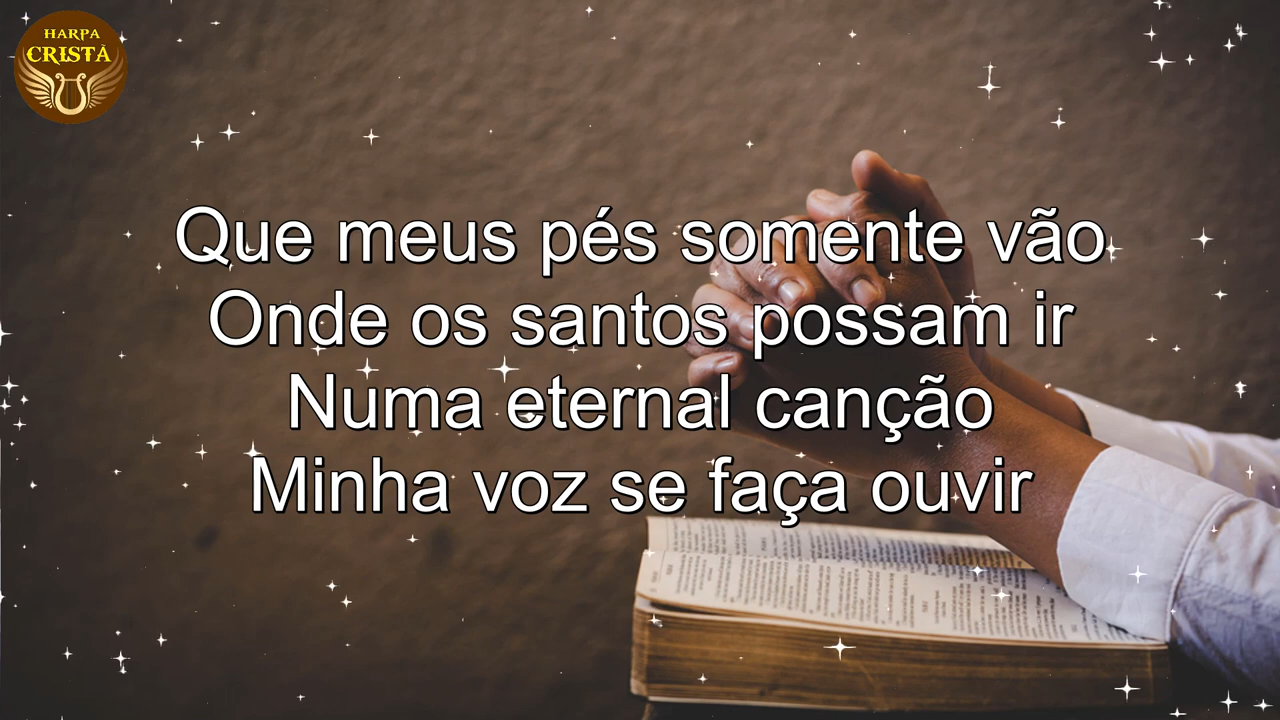 HARPA
CRISTÃ
Que meus pés somente vão
Onde os santos possam ir
Numa eternal canção
Minha voz se faça ouvir